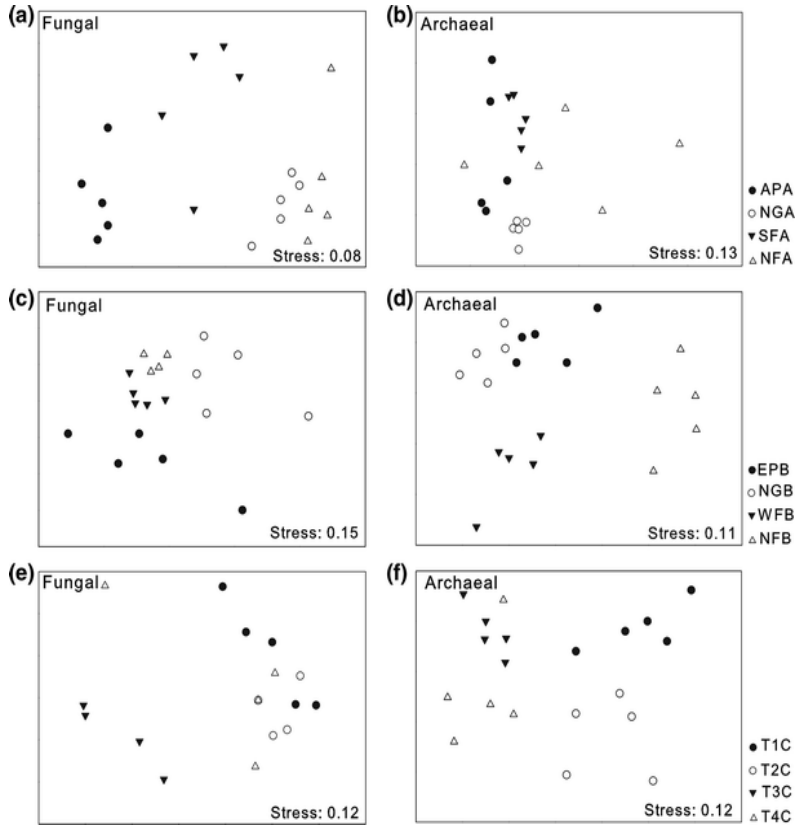 (a)
Fungal
Stress: 0.08
(b)
Archaeal
Stress: 0.13
APA
NGA
SFA
NFA
(c)
Fungal
Stress: 0.15
(d)
Archaeal
Stress: 0.11
EPB
NGB
WFB
NFB
(e)
Fungal
Stress: 0.12
(f)
Archaeal
Stress: 0.12
T1C
T2C
T3C
T4C